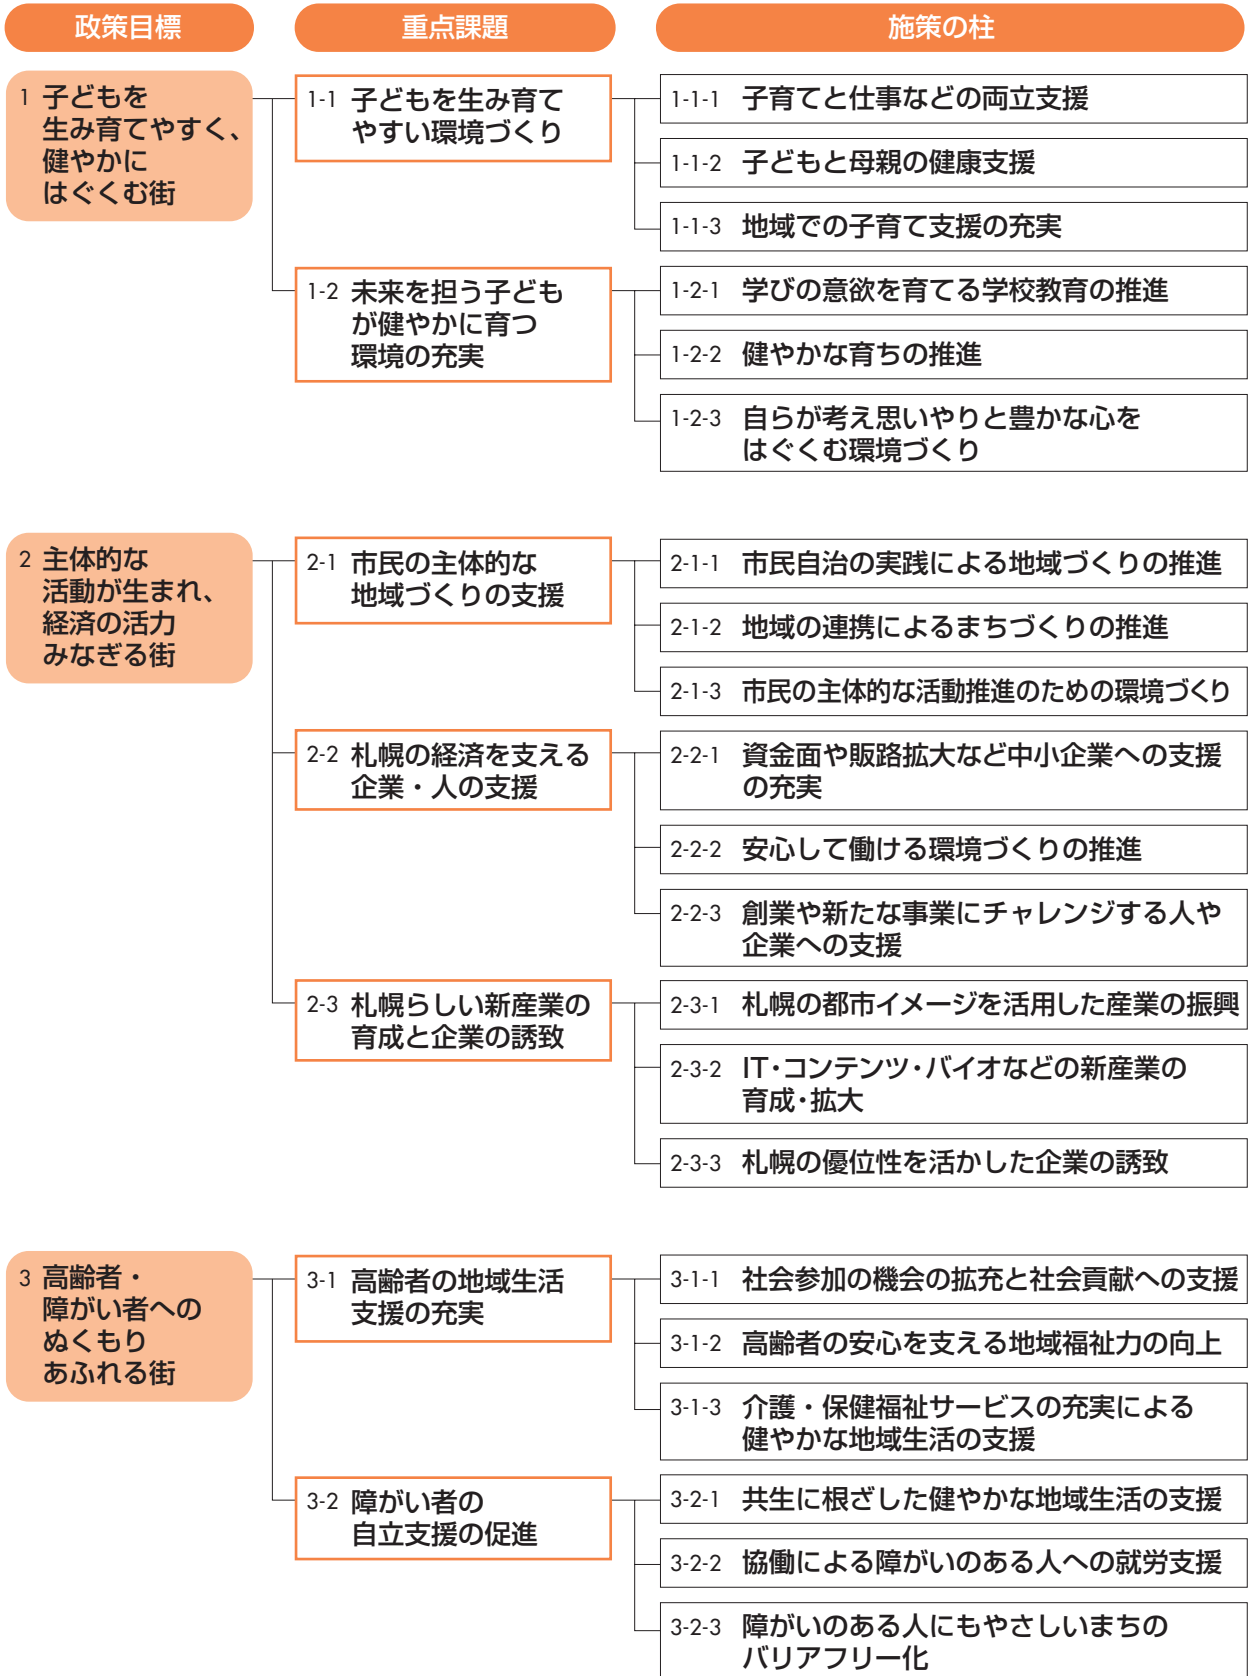 政策目標
重点課題
施策の柱
1 子どもを
生み育てやすく、
健やかに
はぐくむ街
1-1 子どもを生み育て
やすい環境づくり
1-1-1 子育てと仕事などの両立支援
1-1-2 子どもと母親の健康支援
1-1-3 地域での子育て支援の充実
1-2 未来を担う子ども
が健やかに育つ
環境の充実
1-2-1 学びの意欲を育てる学校教育の推進
1-2-2 健やかな育ちの推進
1-2-3 自らが考え思いやりと豊かな心を
はぐくむ環境づくり
2 主体的な
活動が生まれ、
経済の活力
みなぎる街
2-1 市民の主体的な
地域づくりの支援
2-1-1 市民自治の実践による地域づくりの推進
2-1-2 地域の連携によるまちづくりの推進
2-1-3 市民の主体的な活動推進のための環境づくり
2-2 札幌の経済を支える
企業・人の支援
2-2-1 資金面や販路拡大など中小企業への支援
の充実
2-2-2 安心して働ける環境づくりの推進
2-2-3 創業や新たな事業にチャレンジする人や
企業への支援
2-3 札幌らしい新産業の
育成と企業の誘致
2-3-1 札幌の都市イメージを活用した産業の振興
2-3-2 IT・コンテンツ・バイオなどの新産業の
育成・拡大
2-3-3 札幌の優位性を活かした企業の誘致
3 高齢者・
障がい者への
ぬくもり
あふれる街
3-1 高齢者の地域生活
支援の充実
3-1-1 社会参加の機会の拡充と社会貢献への支援
3-1-2 高齢者の安心を支える地域福祉力の向上
3-1-3 介護・保健福祉サービスの充実による
健やかな地域生活の支援
3-2 障がい者の
自立支援の促進
3-2-1 共生に根ざした健やかな地域生活の支援
3-2-2 協働による障がいのある人への就労支援
3-2-3 障がいのある人にもやさしいまちの
バリアフリー化